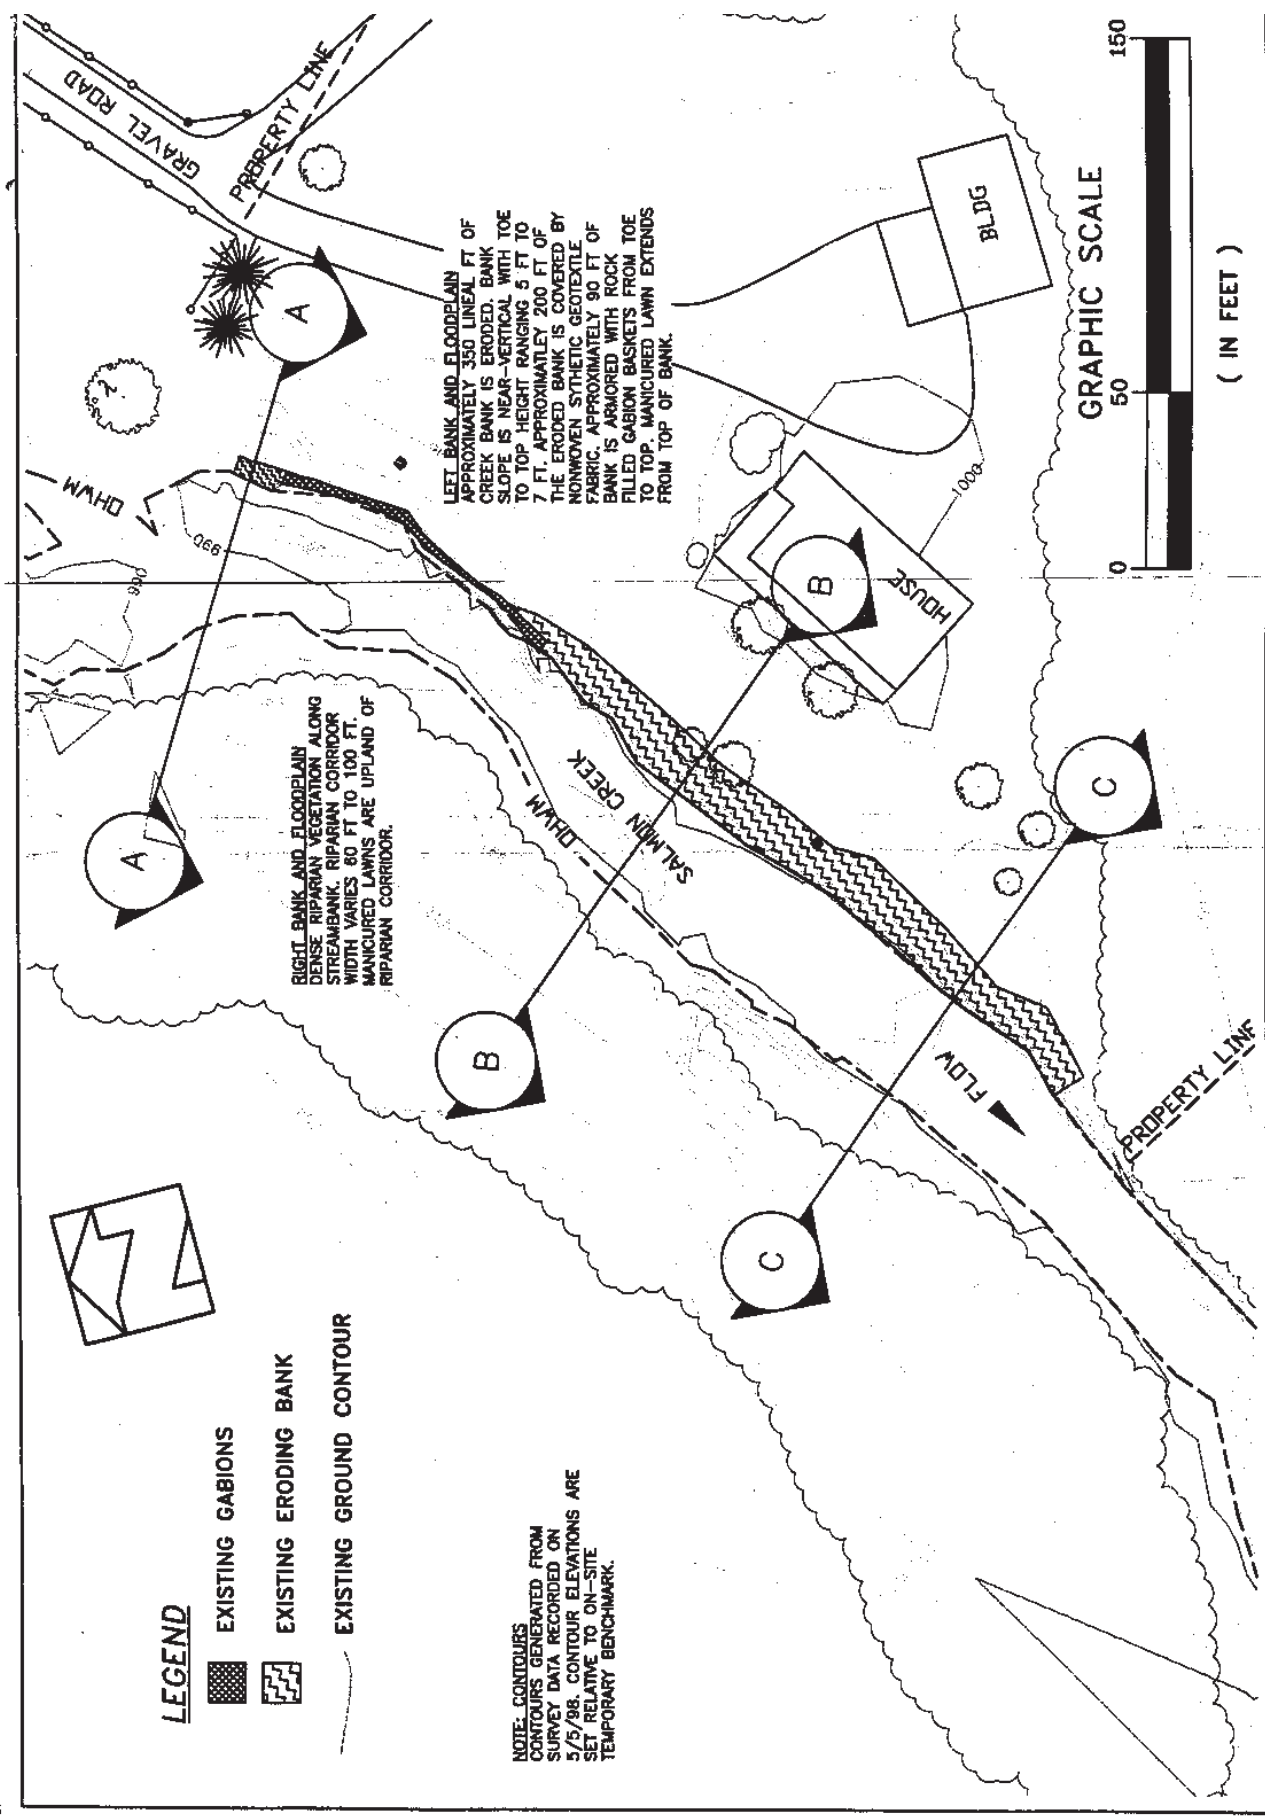 LEGEND
EXISTING GABIONS
EXISTING ERODING BANK
EXISTING GROUND CONTOUR
NOTE: CONTOURS
CONTOURS GENERATED FROM
SURVEY DATA RECORDED ON
5/5/98. CONTOUR ELEVATIONS ARE
SET RELATIVE TO ON-SITE
TEMPORARY BENCHMARK.
N
RIGHT BANK AND FLOODPLAIN
DENSE RIPARIAN VEGETATION ALONG
STREAMBANK. RIPARIAN CORRIDOR
WIDTH VARIES 60 FT TO 100 FT.
MANICURED LAWNS ARE UPLAND OF
RIPARIAN CORRIDOR.
LEFT BANK AND FLOODPLAIN
APPROXIMATELY 350 LINEAL FT OF
CREEK BANK IS ERODED. BANK
SLOPE IS NEAR-VERTICAL WITH TOE
TO TOP HEIGHT RANGING 5 FT TO
7 FT. APPROXIMATLEY 200 FT OF
THE ERODED BANK IS COVERED BY
NONWOVEN SYTHETIC GEOTEXTILE
FABRIC. APPROXIMATELY 90 FT OF
BANK IS ARMORED WITH ROCK
FILLED GABION BASKETS FROM TOE
TO TOP. MANICURED LAWN EXTENDS
FROM TOP OF BANK.
GRAVEL ROAD
PROPERTY LINE
OHWM
990
990
A
A
B
B
C
C
OHWM
SALMON CREEK
FLOW
HOUSE
1000
BLDG
PROPERTY LINE
GRAPHIC SCALE
0
50
150
( IN FEET )